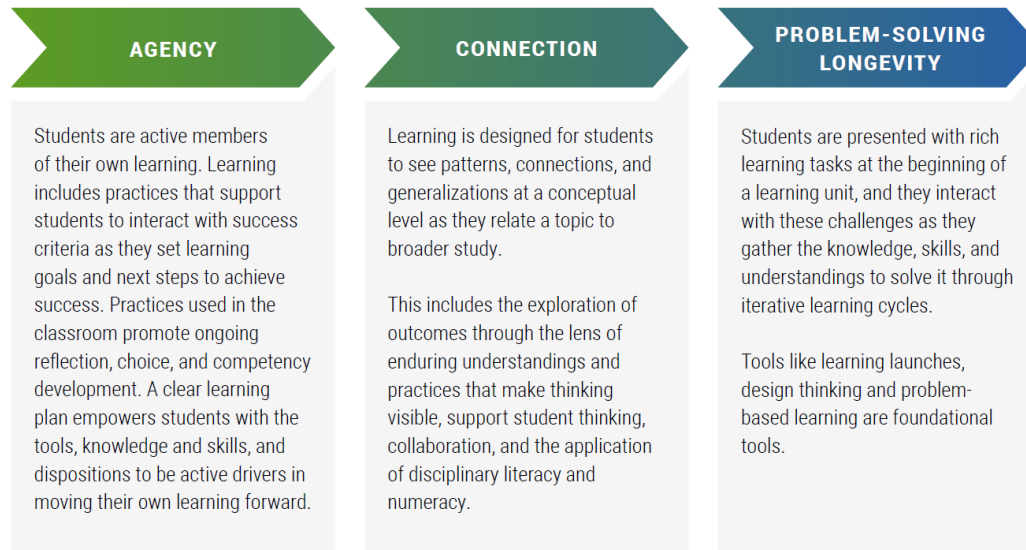 AGENCY
Students are active members
of their own learning. Learning
includes practices that support
students to interact with success
criteria as they set learning
goals and next steps to achieve
success. Practices used in the
classroom promote ongoing
reflection, choice, and competency
development. A clear learning
plan empowers students with the
tools, knowledge and skills, and
dispositions to be active drivers in
moving their own learning forward.
CONNECTION
Learning is designed for students
to see patterns, connections, and
generalizations at a conceptual
level as they relate a topic to
broader study.
This includes the exploration of
outcomes through the lens of
enduring understandings and
practices that make thinking
visible, support student thinking,
collaboration, and the application
of disciplinary literacy and
numeracy.
PROBLEM-SOLVING
LONGEVITY
Students are presented with rich
learning tasks at the beginning of
a learning unit, and they interact
with these challenges as they
gather the knowledge, skills, and
understandings to solve it through
iterative learning cycles.
Tools like learning launches,
design thinking and problem-
based learning are foundational
tools.